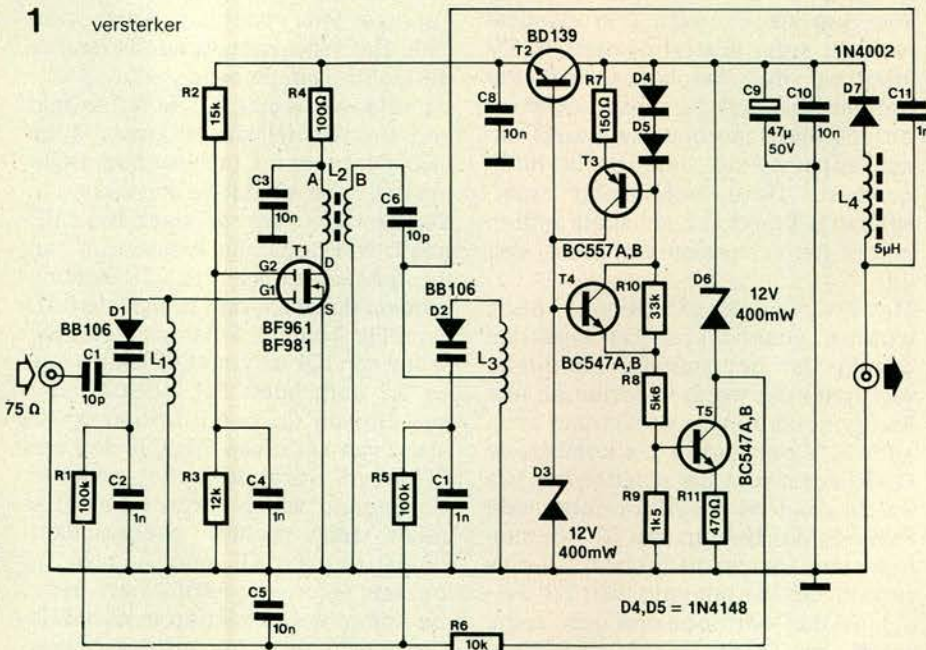 1 versterker
BD139
T2
1N4002
R2
15k
R4
100Ω
C8
10n
R7
150Ω
D4
D5
C9
47µ
50V
C10
10n
D7
C11
1n
A L2 B
C3
10n
C6
10p
T3
L4
5µH
BC557A,B
T1
D
G2
G1
S
T4
R10
33k
D6
12V
400mW
BB106
D1
BF961
BF981
BB106
D2
BC547A,B
C1
10p
L1
L3
R8
5k6
75 Ω
T5
BC547A,B
R1
100k
C2
1n
R3
12k
C4
1n
R5
100k
C1
1n
D3
12V
400mW
R9
1k5
R11
470Ω
C5
10n
D4,D5 = 1N4148
R6
10k